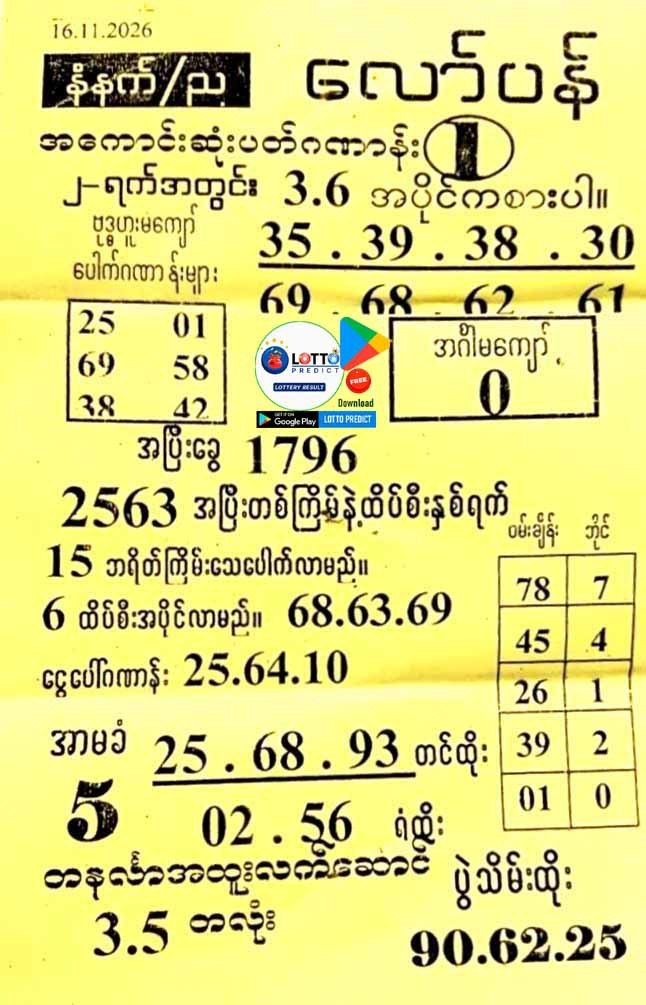 16.11.2026
နံနက်/ည
လော်ပန်
အကောင်းဆုံးပတ်ဂဏာန်း 1
၂-ရက်အတွင်း 3.6 အပိုင်ကစားပါ။
ဗုဒ္ဓဟူးမကျော်
ပေါက်ဂဏာန်းများ
35 . 39 . 38 . 30
69 . 68 . 62 . 61
25 01
69 58
38 42
LOTTO
PREDICT
LOTTERY RESULT
FREE
Download
GET IT ON
Google Play
LOTTO PREDICT
အင်္ဂါမကျော်
0
အပြီးခွေ 1796
2563 အပြီးတစ်ကြိမ်နဲ့ထိပ်စီးနှစ်ရက်
15 ဘရိတ်ကြိမ်းသေပေါက်လာမည်။
6 ထိပ်စီးအပိုင်လာမည်။ 68.63.69
ငွေပေါ်ဂဏာန်း 25.64.10
ဝမ်းချိန်း ဘိုင်
78 7
45 4
26 1
39 2
01 0
အာမခံ
5
25 . 68 . 93 တင်ထိုး
02 . 56 ရံထိုး
တနင်္လာအထူးလက်ဆောင်
3.5 တလုံး
ပွဲသိမ်းထိုး
90.62.25